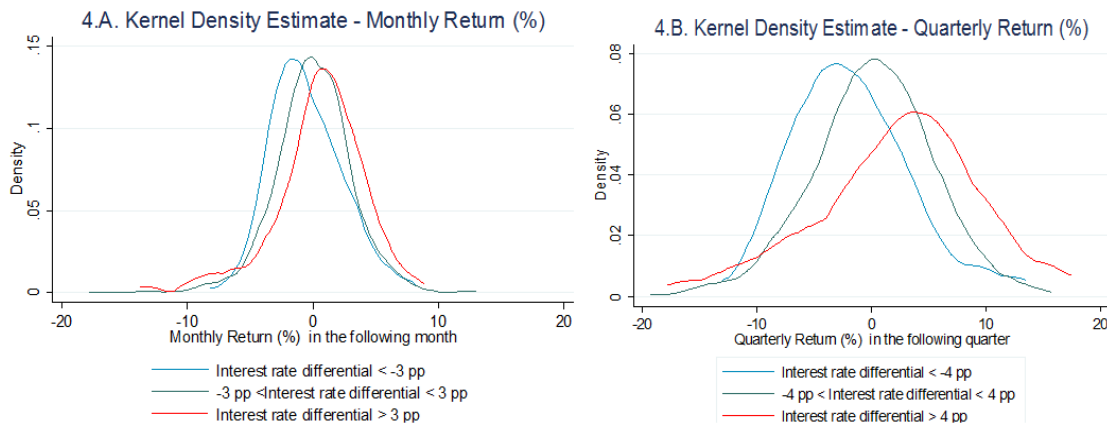 4.A. Kernel Density Estimate - Monthly Return (%)
.15
.1
.05
0
Density
-20
-10
0
10
20
Monthly Return (%) in the following month
Interest rate differential < -3 pp
-3 pp <Interest rate differential < 3 pp
Interest rate differential > 3 pp
4.B. Kernel Density Estimate - Quarterly Return (%)
.08
.06
.04
.02
0
Density
-20
-10
0
10
20
Quarterly Return (%) in the following quarter
Interest rate differential < -4 pp
-4 pp < Interest rate differential < 4 pp
Interest rate differential > 4 pp